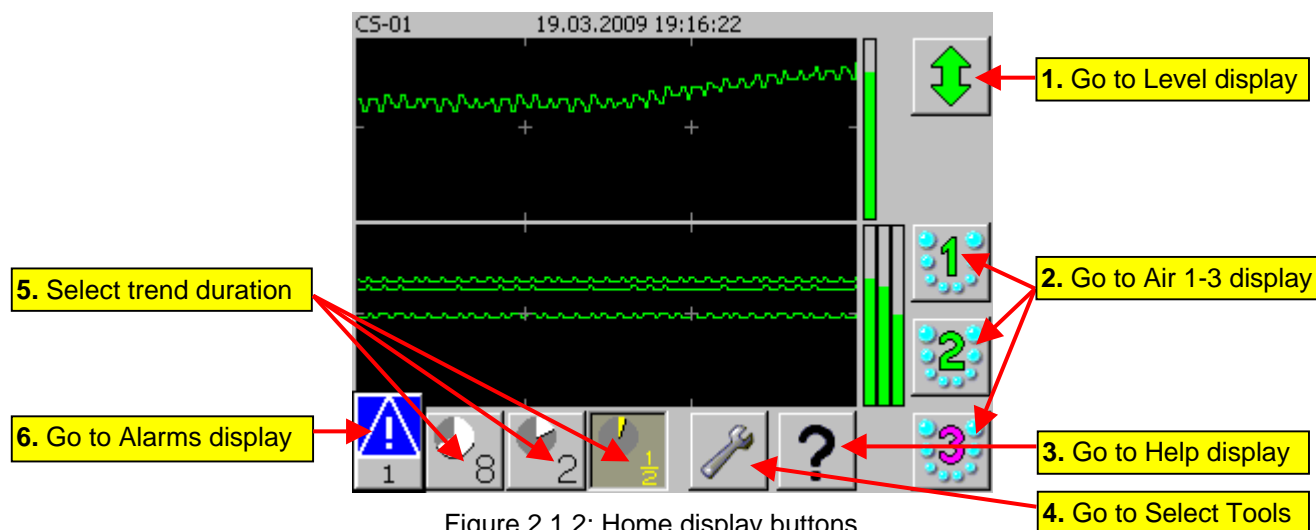 CS-01 19.03.2009 19:16:22
1. Go to Level display
1
5. Select trend duration
2. Go to Air 1-3 display
2
6. Go to Alarms display
1
8
2
1/2
?
3
3. Go to Help display
4. Go to Select Tools
Figure 2.1.2: Home display buttons